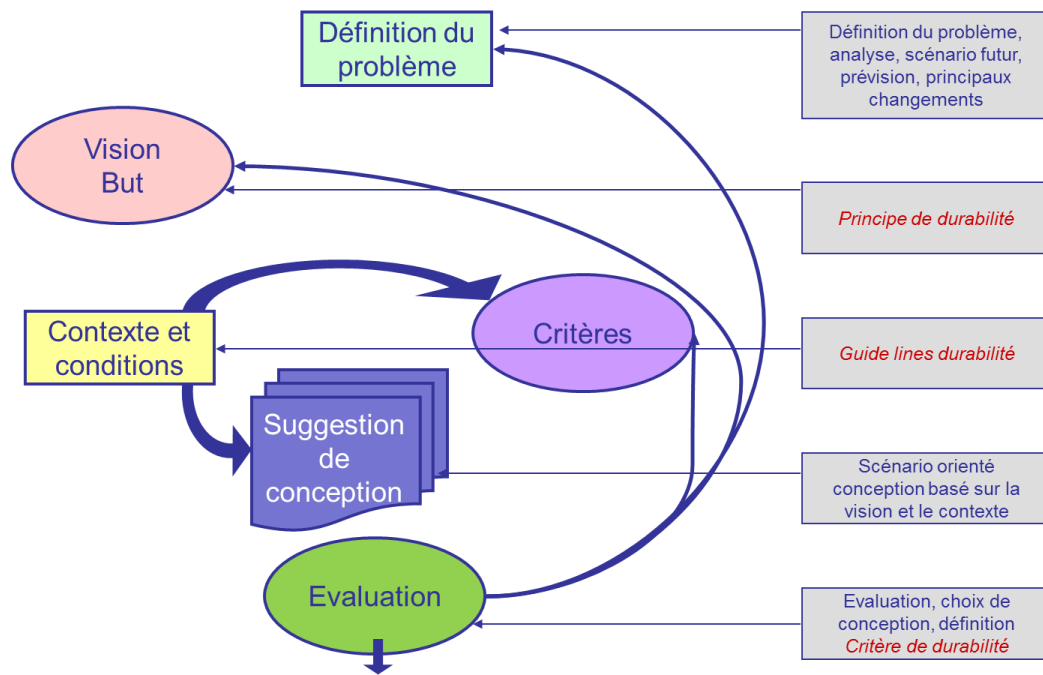 Définition du
problème
Définition du problème,
analyse, scénario futur,
prévision, principaux
changements
Vision
But
Principe de durabilité
Contexte et
conditions
Critères
Guide lines durabilité
Suggestion
de
conception
Scénario orienté
conception basé sur la
vision et le contexte
Evaluation
Evaluation, choix de
conception, définition
Critère de durabilité